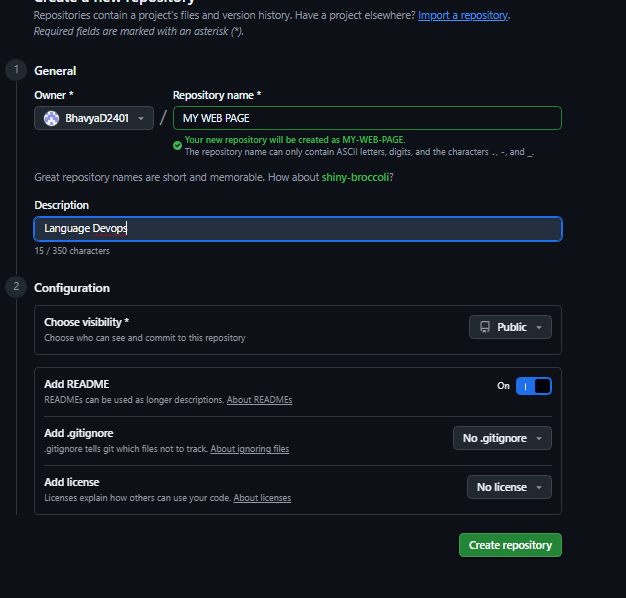 Create a new repository
Repositories contain a project's files and version history. Have a project elsewhere? Import a repository.
Required fields are marked with an asterisk (*).
1 General
Owner * Repository name *
BhavyaD2401 / MY WEB PAGE
Your new repository will be created as MY-WEB-PAGE.
The repository name can only contain ASCII letters, digits, and the characters ., -, and _.
Great repository names are short and memorable. How about shiny-broccoli?
Description
Language Devops
15 / 350 characters
2 Configuration
Choose visibility * Public
Choose who can see and commit to this repository
Add README On
READMEs can be used as longer descriptions. About READMEs
Add .gitignore No .gitignore
.gitignore tells git which files not to track. About ignoring files
Add license No license
Licenses explain how others can use your code. About licenses
Create repository